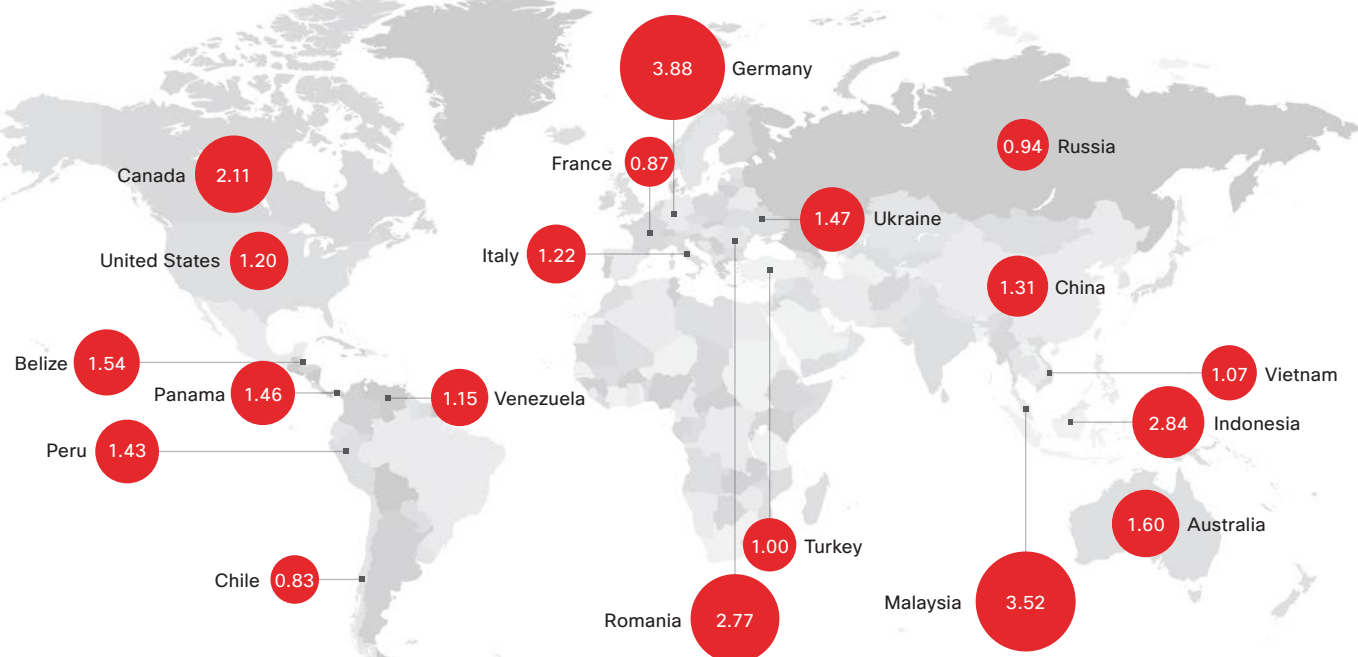 3.88 Germany
0.94 Russia
France 0.87
Canada 2.11
1.47 Ukraine
Italy 1.22
United States 1.20
1.31 China
Belize 1.54
1.07 Vietnam
Panama 1.46
1.15 Venezuela
2.84 Indonesia
Peru 1.43
1.60 Australia
1.00 Turkey
Chile 0.83
Malaysia 3.52
Romania 2.77